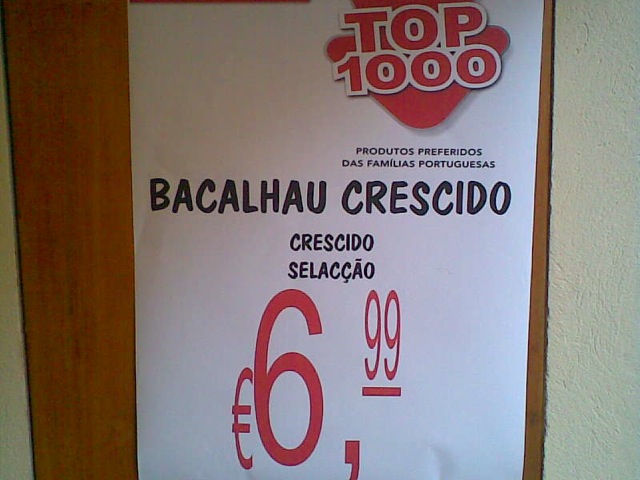 TOP
1000
PRODUTOS PREFERIDOS
DAS FAMÍLIAS PORTUGUESAS
BACALHAU CRESCIDO
CRESCIDO
SELACÇÃO
€6,99